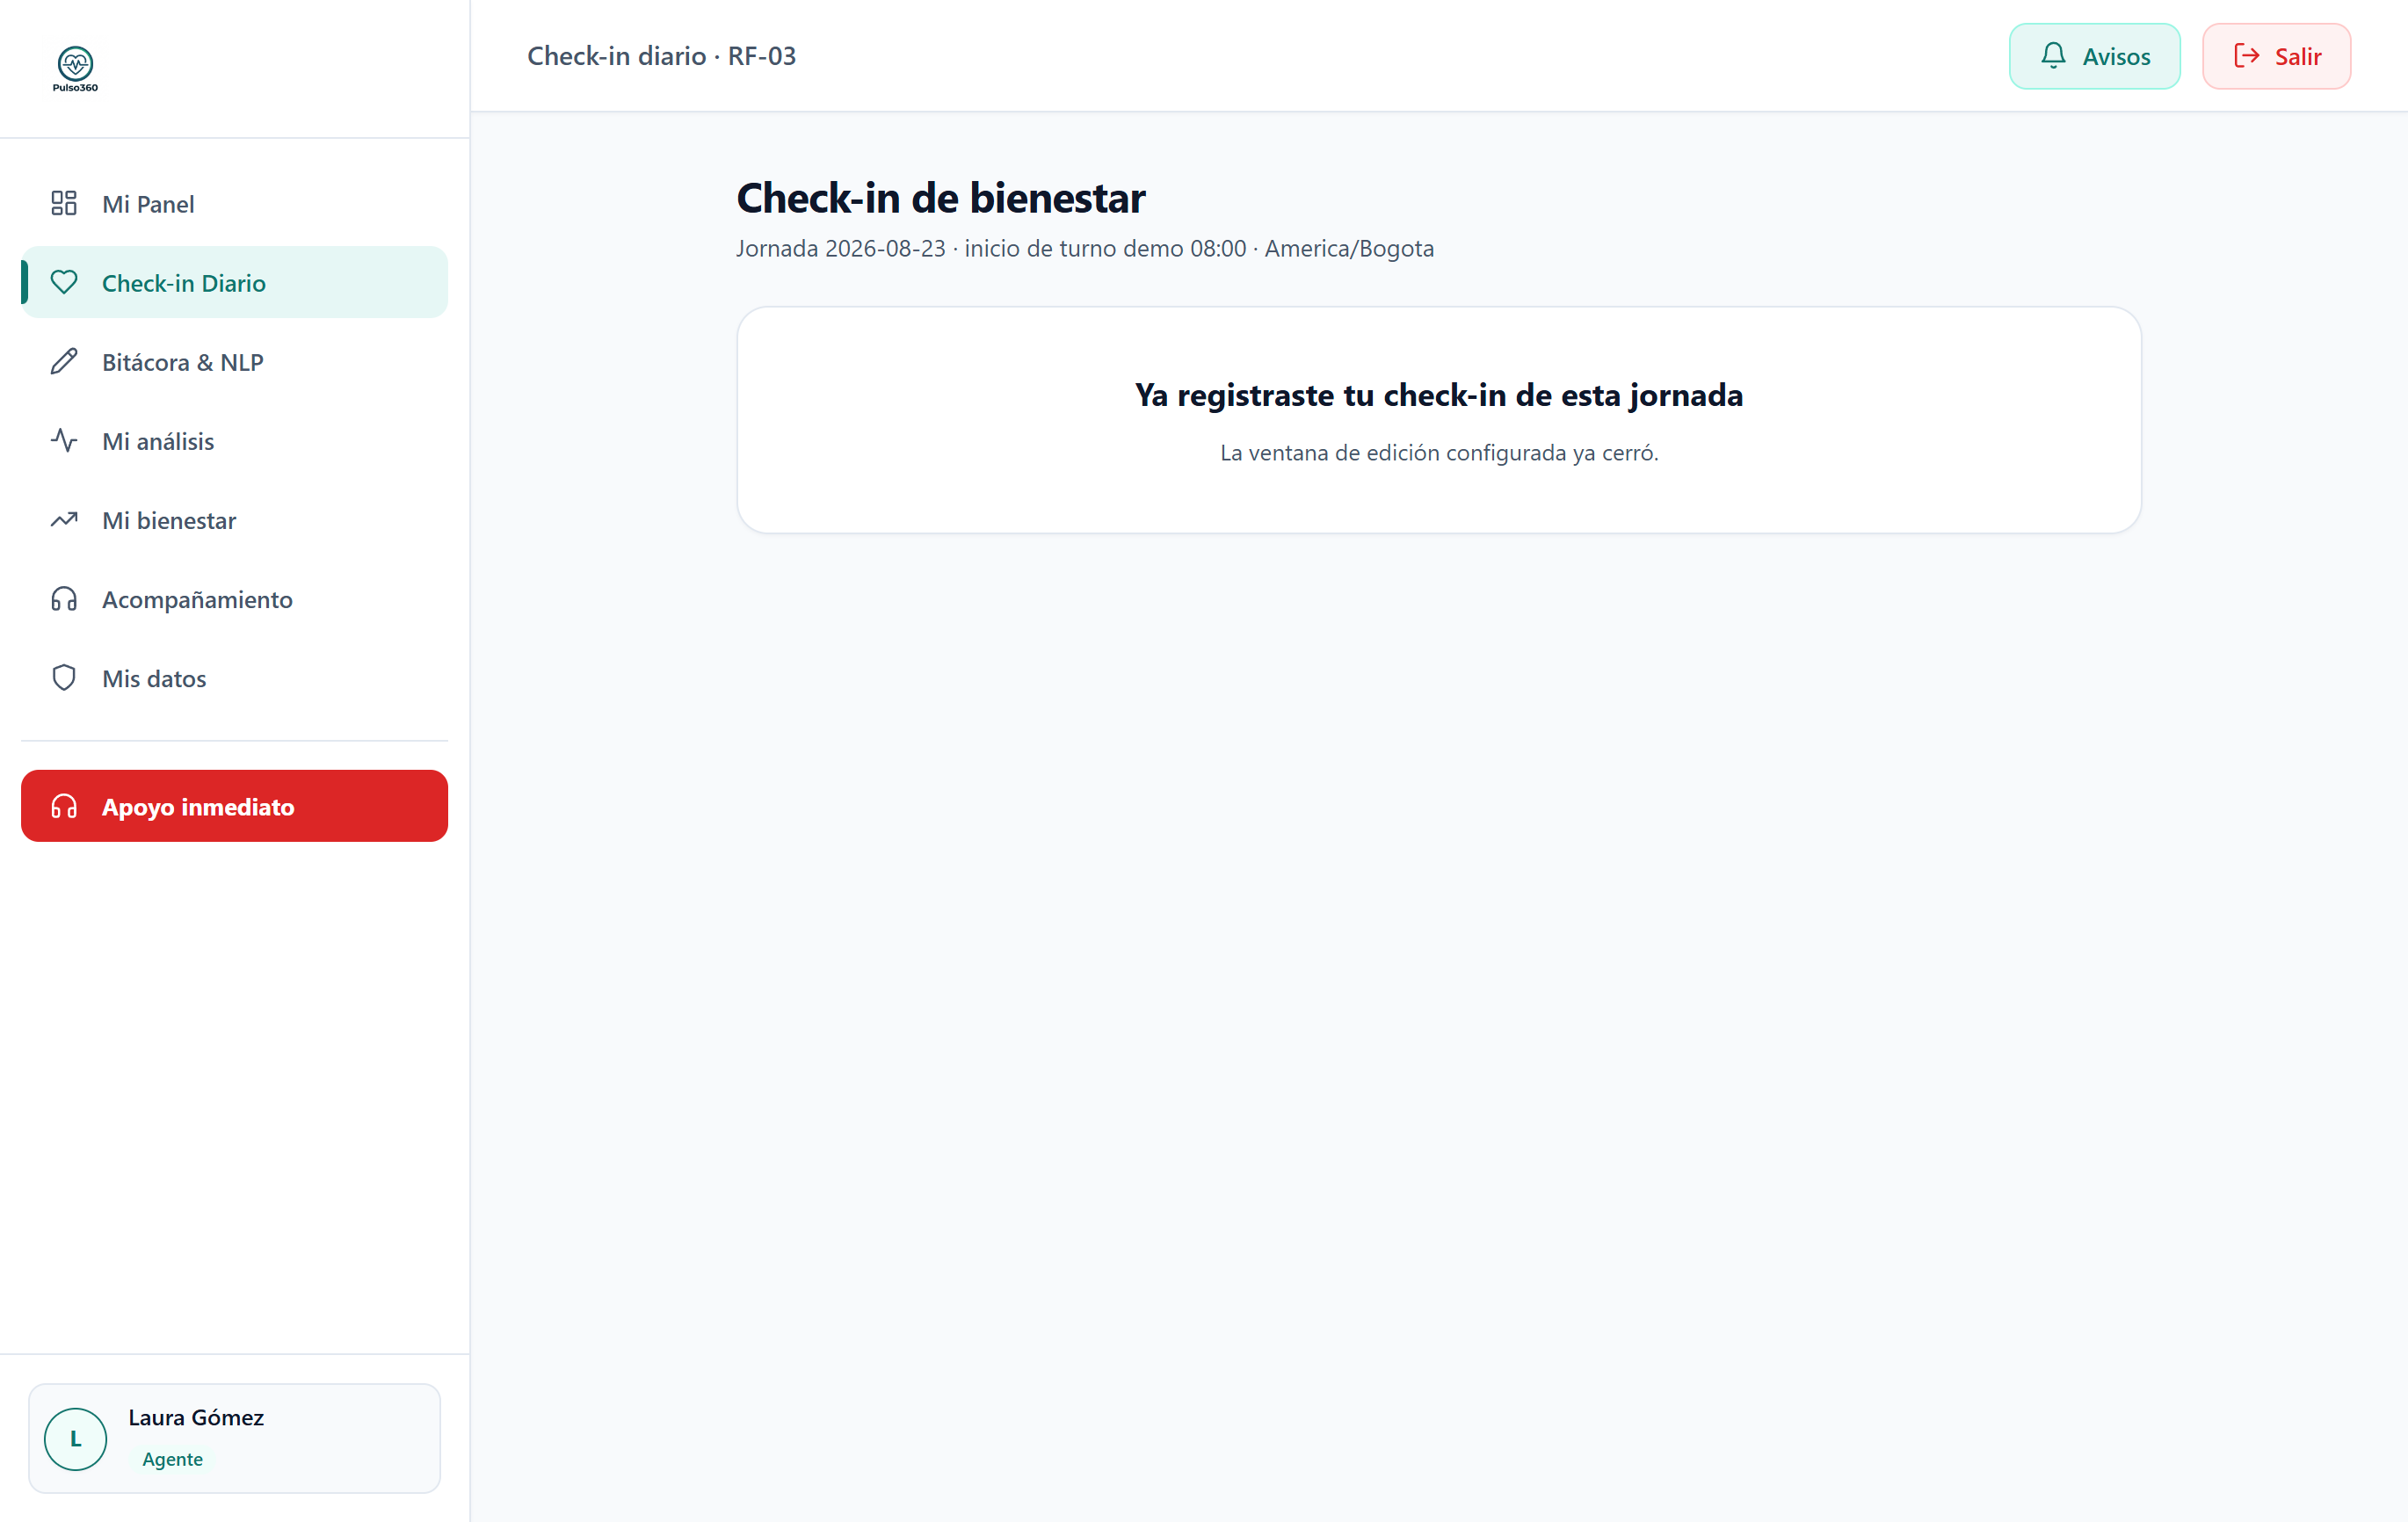 Pulso360
Mi Panel
Check-in Diario
Bitácora & NLP
Mi análisis
Mi bienestar
Acompañamiento
Mis datos
Apoyo inmediato
L
Laura Gómez
Agente
Check-in diario · RF-03
Avisos
Salir
Check-in de bienestar
Jornada 2026-08-23 · inicio de turno demo 08:00 · America/Bogota
Ya registraste tu check-in de esta jornada
La ventana de edición configurada ya cerró.